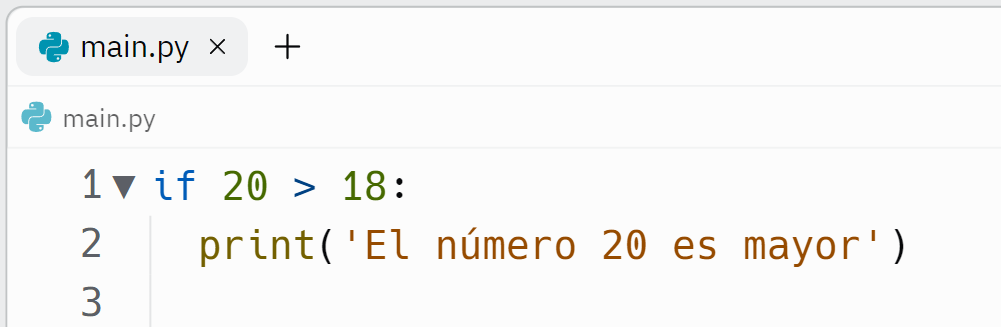 main.py ×  +
main.py
1 ▼ if 20 > 18:
2   print('El número 20 es mayor')
3